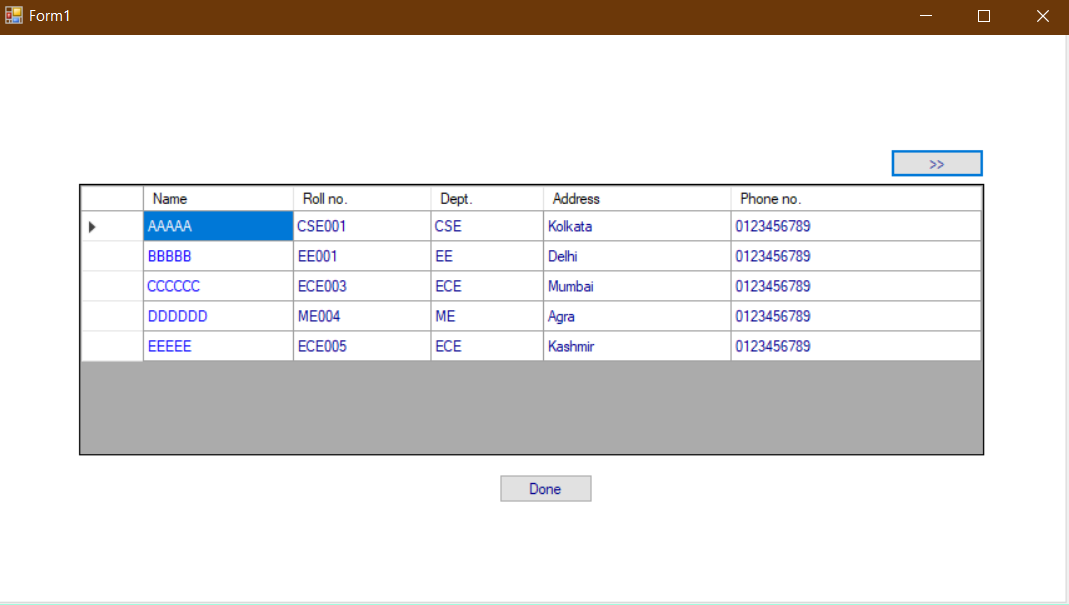 Form1
>>
Name Roll no. Dept. Address Phone no.
AAAAA CSE001 CSE Kolkata 0123456789
BBBBB EE001 EE Delhi 0123456789
CCCCCC ECE003 ECE Mumbai 0123456789
DDDDDD ME004 ME Agra 0123456789
EEEEE ECE005 ECE Kashmir 0123456789
Done